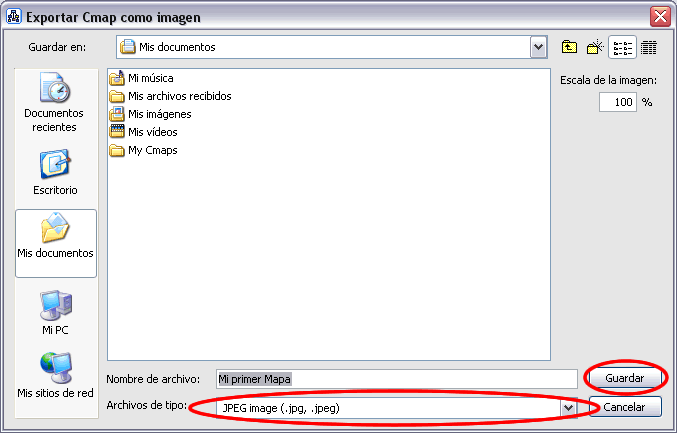 Exportar Cmap como imagen
Guardar en:
Mis documentos
Documentos
recientes
Escritorio
Mis documentos
Mi PC
Mis sitios de red
Mi música
Mis archivos recibidos
Mis imágenes
Mis vídeos
My Cmaps
Escala de la imagen:
100 %
Nombre de archivo: Mi primer Mapa
Guardar
Archivos de tipo: JPEG image (.jpg, .jpeg)
Cancelar